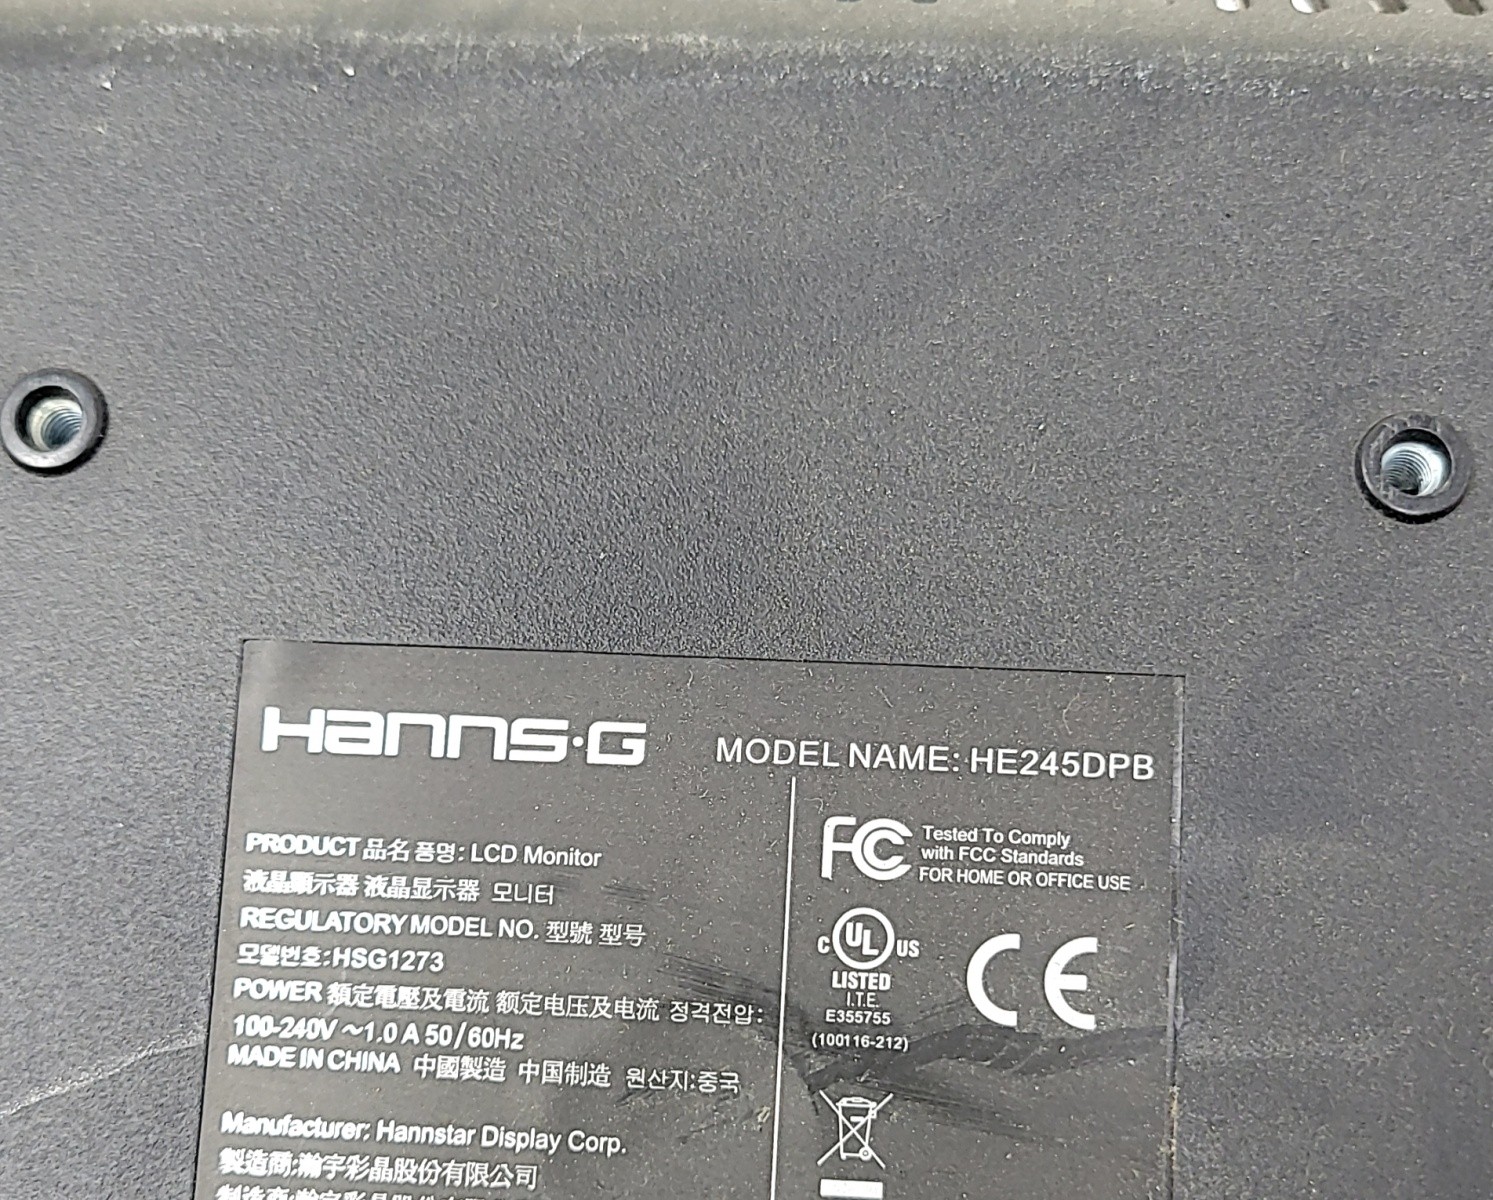 Hanns·G
MODEL NAME: HE245DPB
PRODUCT 品名 품명: LCD Monitor
液晶顯示器 液晶显示器 모니터
REGULATORY MODEL NO. 型號 型号
모델번호:HSG1273
POWER 額定電壓及電流 额定电压及电流 정격전압:
100-240V ~1.0 A 50/60Hz
MADE IN CHINA 中國製造 中国制造 원산지:중국
Manufacturer: Hannstar Display Corp.
製造商:瀚宇彩晶股份有限公司
FC Tested To Comply
with FCC Standards
FOR HOME OR OFFICE USE
C UL US
LISTED
I.T.E.
E355755
(100116-212)
CE